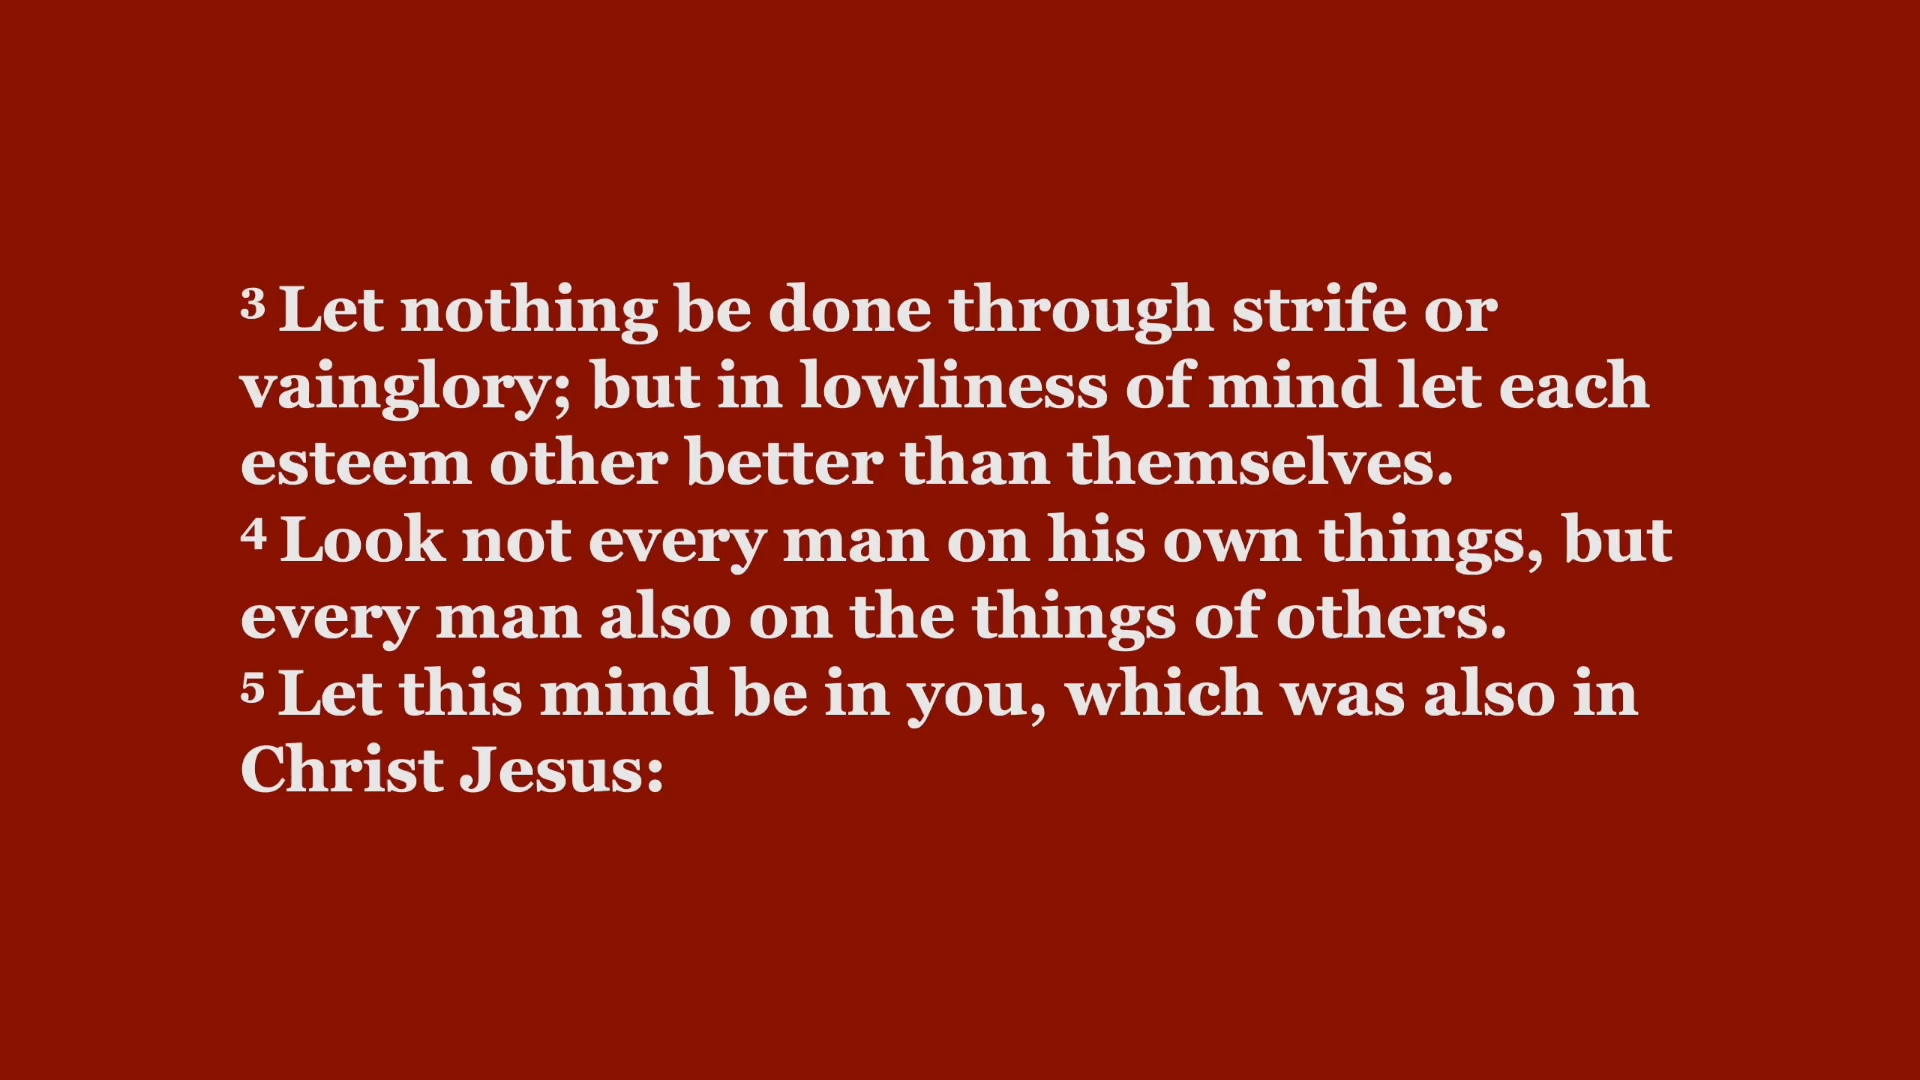 ³ Let nothing be done through strife or
vainglory; but in lowliness of mind let each
esteem other better than themselves.
⁴ Look not every man on his own things, but
every man also on the things of others.
⁵ Let this mind be in you, which was also in
Christ Jesus: